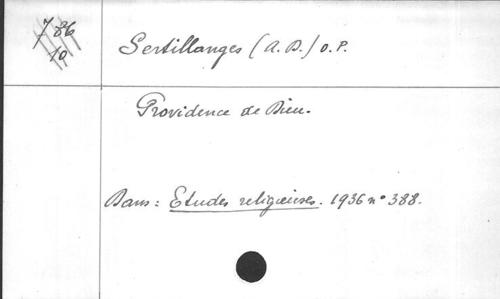 7 86
10
Sertillanges (A. D.) O.P.
Providence de Dieu.
Dans: Etudes religieuses. 1936 n° 388.